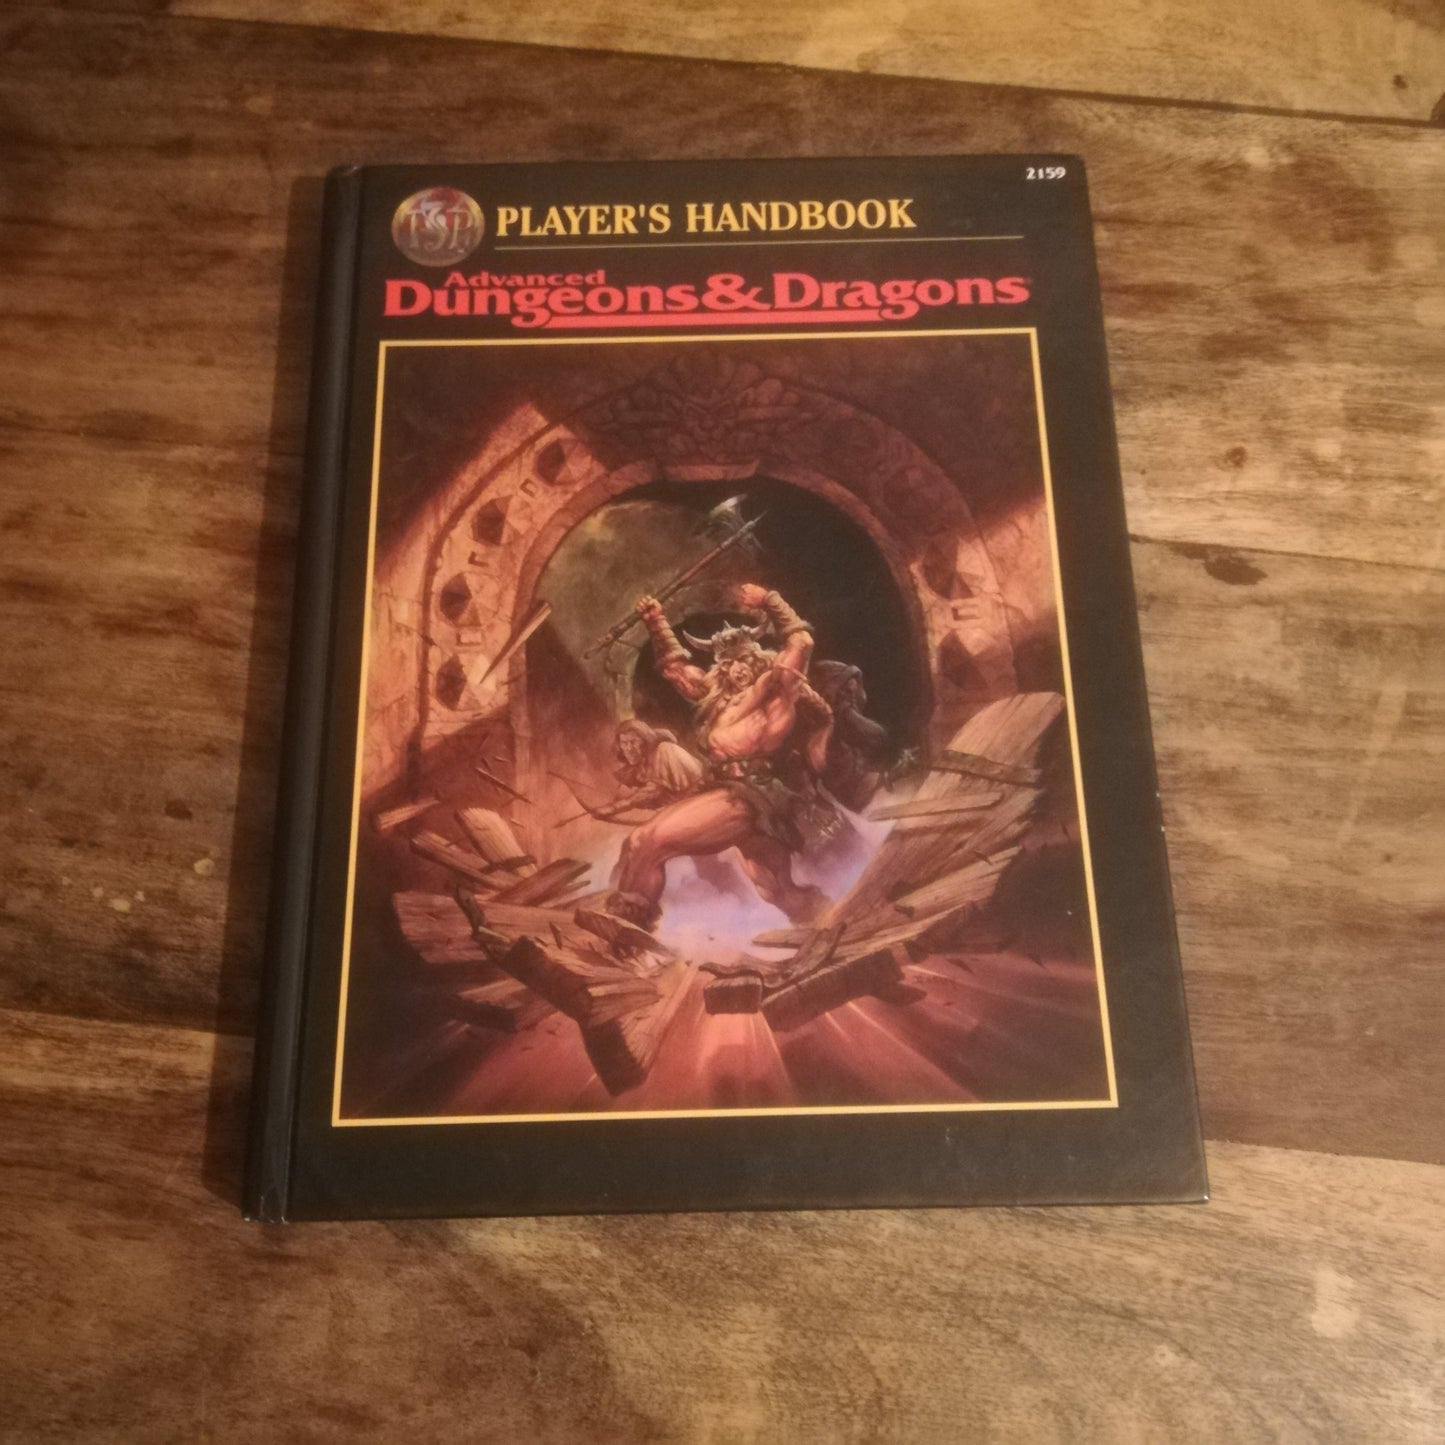 2159
TSR
PLAYER'S HANDBOOK
Advanced
Dungeons & Dragons